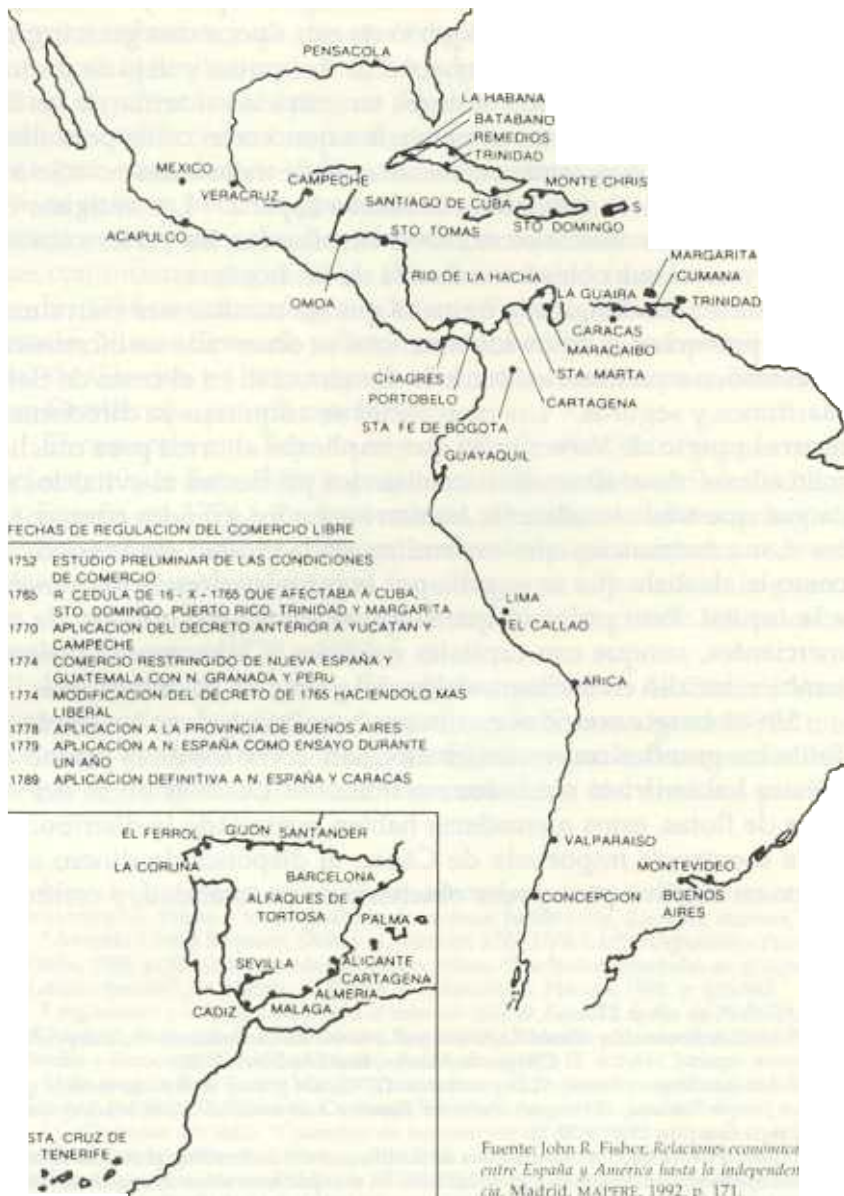 PENSACOLA
LA HABANA
BATABANO
REMEDIOS
TRINIDAD
MEXICO
VERACRUZ
CAMPECHE
MONTE CHRIS
SANTIAGO DE CUBA
S
ACAPULCO
STO. TOMAS
STO. DOMINGO
MARGARITA
RIO DE LA HACHA
CUMANA
OMOA
LA GUAIRA
TRINIDAD
CARACAS
MARACAIBO
CHAGRES
STA. MARTA
PORTOBELO
CARTAGENA
STA FE DE BOGOTA
GUAYAQUIL
FECHAS DE REGULACION DEL COMERCIO LIBRE
1752 ESTUDIO PRELIMINAR DE LAS CONDICIONES
DE COMERCIO
1765 R. CEDULA DE 16 - X - 1765 QUE AFECTABA A CUBA,
STO. DOMINGO, PUERTO RICO, TRINIDAD Y MARGARITA
1770 APLICACION DEL DECRETO ANTERIOR A YUCATAN Y
CAMPECHE
1774 COMERCIO RESTRINGIDO DE NUEVA ESPAÑA Y
GUATEMALA CON N. GRANADA Y PERU
1774 MODIFICACION DEL DECRETO DE 1765 HACIENDOLO MAS
LIBERAL
1778 APLICACION A LA PROVINCIA DE BUENOS AIRES
1779 APLICACION A N. ESPAÑA COMO ENSAYO DURANTE
UN AÑO
1789 APLICACION DEFINITIVA A N. ESPAÑA Y CARACAS
LIMA
EL CALLAO
ARICA
VALPARAISO
MONTEVIDEO
CONCEPCION
BUENOS
AIRES
EL FERROL
GIJON
SANTANDER
LA CORUÑA
BARCELONA
ALFAQUES DE
TORTOSA
PALMA
SEVILLA
ALICANTE
CARTAGENA
ALMERIA
CADIZ
MALAGA
STA. CRUZ DE
TENERIFE
Fuente: John R. Fisher, Relaciones económica
entre España y América hasta la independen
cia, Madrid, MAPFRE, 1992, p. 171.